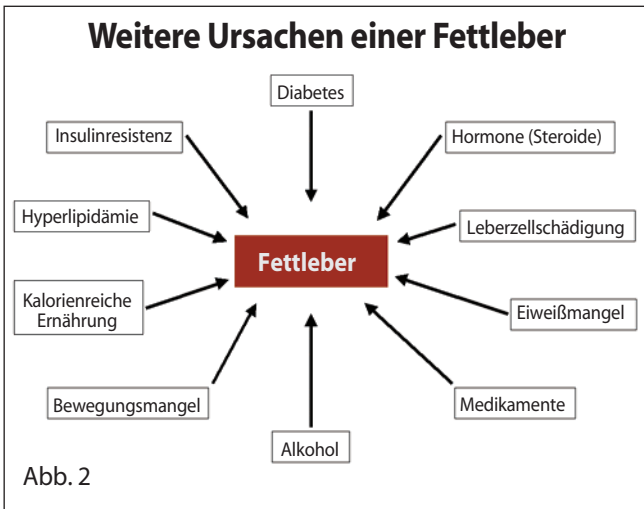 Weitere Ursachen einer Fettleber
Diabetes
Insulinresistenz
Hormone (Steroide)
Hyperlipidämie
Leberzellschädigung
Fettleber
Kalorienreiche
Ernährung
Eiweißmangel
Bewegungsmangel
Medikamente
Alkohol
Abb. 2